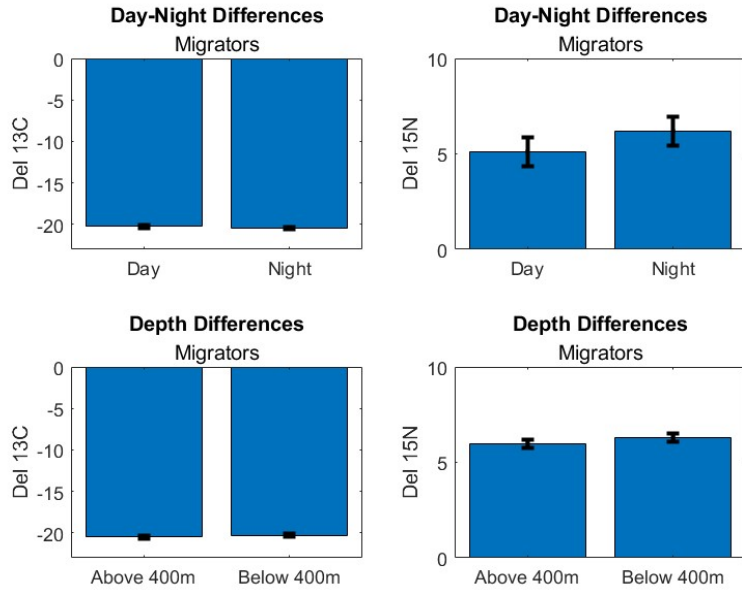 Day-Night Differences
Migrators
0
-5
-10
-15
-20
Del 13C
Day Night
Day-Night Differences
Migrators
10
5
0
Del 15N
Day Night
Depth Differences
Migrators
0
-5
-10
-15
-20
Del 13C
Above 400m Below 400m
Depth Differences
Migrators
10
5
0
Del 15N
Above 400m Below 400m